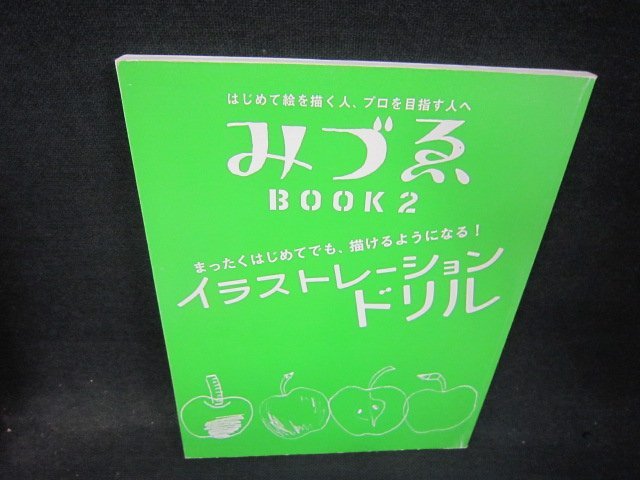 はじめて絵を描く人、プロを目指す人へ
みづゑ
BOOK2
まったくはじめてでも、描けるようになる！
イラストレーション
ドリル